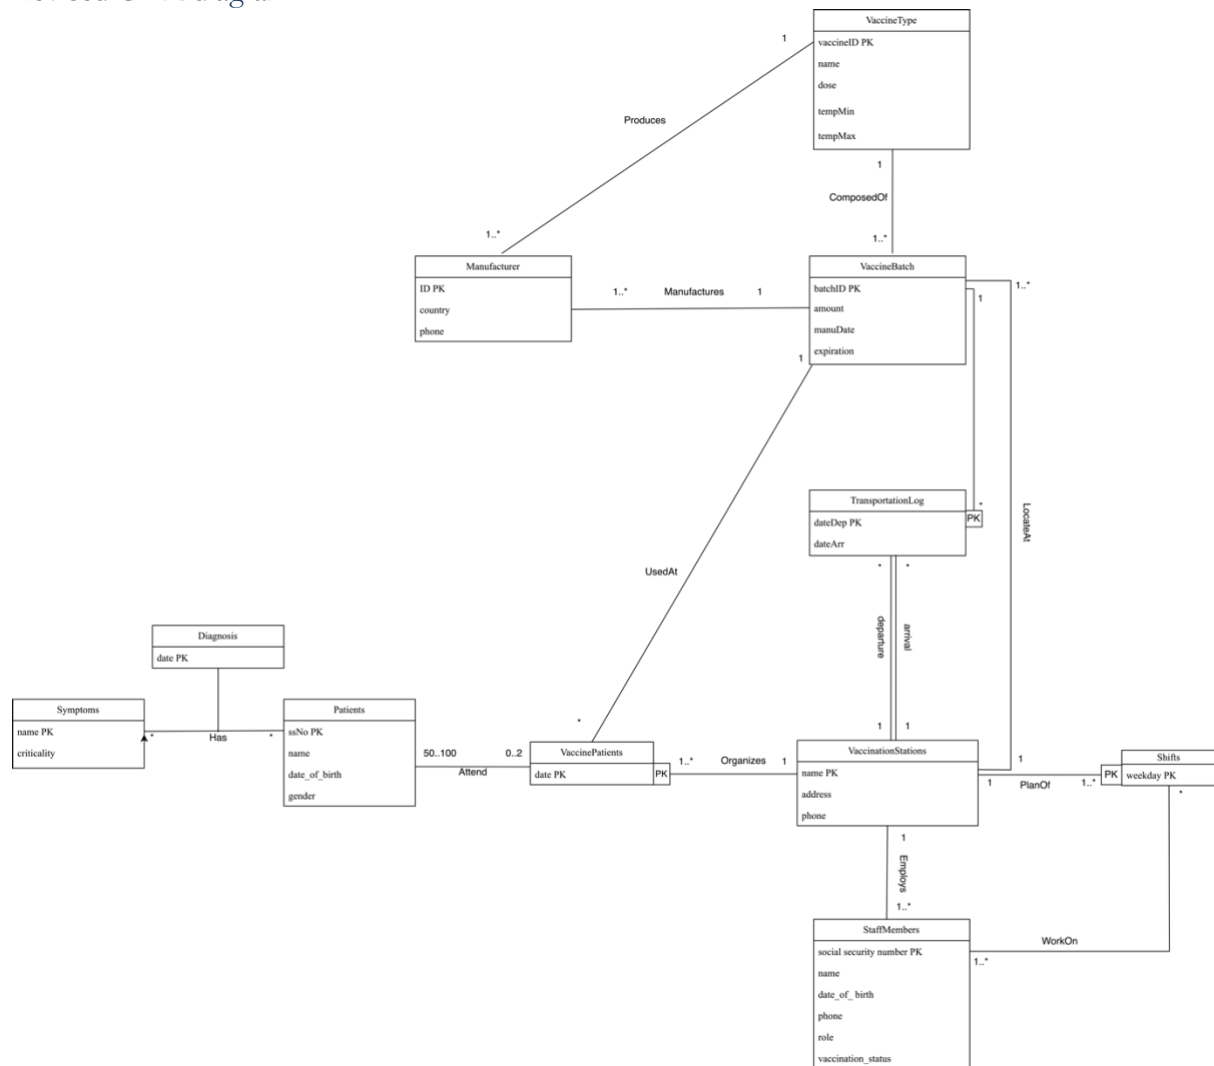 VaccineType
vaccineID PK
name
dose
tempMin
tempMax
1
Produces
1..*
1
ComposedOf
1..*
Manufacturer
ID PK
country
phone
1..*
Manufactures
1
VaccineBatch
batchID PK
amount
manuDate
expiration
1..*
1
1
UsedAt
*
TransportationLog
dateDep PK
dateArr
*
PK
LocateAt
*
*
departure
arrival
1
1
1
Diagnosis
date PK
Symptoms
name PK
criticality
*
Has
*
Patients
ssNo PK
name
date_of_birth
gender
50..100
0..2
Attend
VaccinePatients
date PK
PK
1..*
Organizes
1
VaccinationStations
name PK
address
phone
1
PlanOf
1..*
PK
Shifts
weekday PK
*
1
Employs
1..*
StaffMembers
social security number PK
name
date_of_ birth
phone
role
vaccination_status
1..*
WorkOn